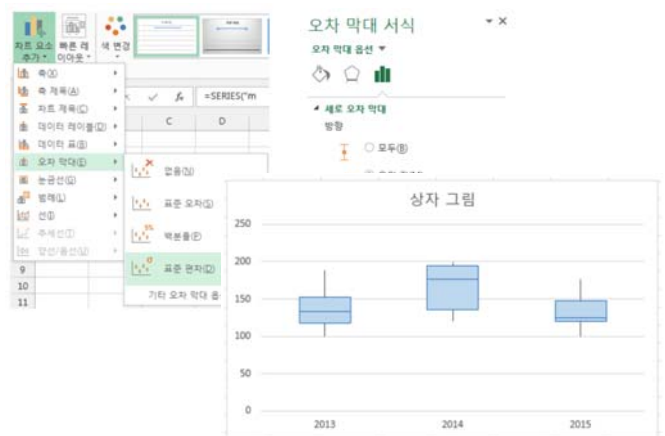 차트 요소 추가
빠른 레이아웃
색 변경
축(X)
축 제목(A)
차트 제목(C)
데이터 레이블(D)
데이터 표(B)
오차 막대(E)
눈금선(G)
범례(L)
선(I)
추세선(T)
양선/음선(U)
=SERIES("m
C D
9
10
11
없음(N)
표준 오차(S)
백분율(P)
표준 편차(D)
기타 오차 막대 옵
오차 막대 서식
오차 막대 옵션
세로 오차 막대
방향
모두(B)
상자 그림
250
200
150
100
50
0
2013 2014 2015